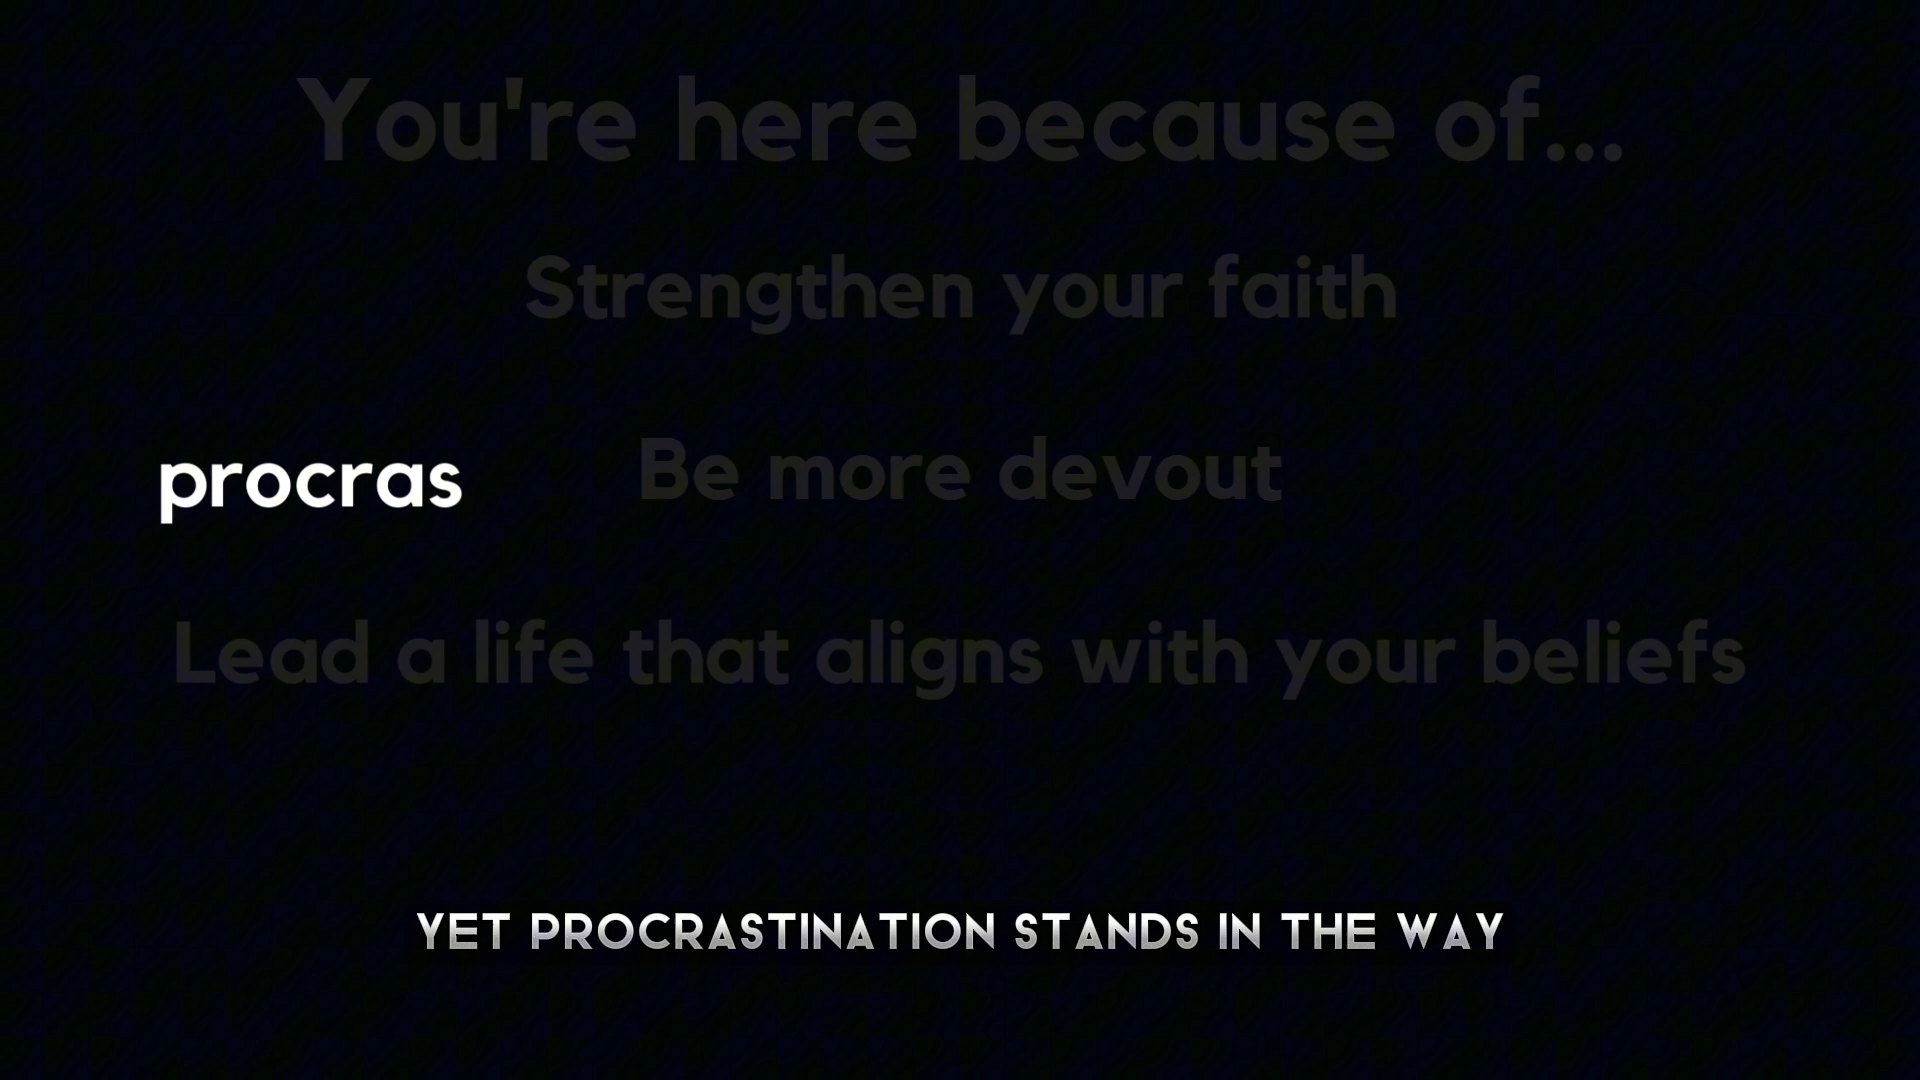 You're here because of...
Strengthen your faith
procras
Be more devout
Lead a life that aligns with your beliefs
YET PROCRASTINATION STANDS IN THE WAY